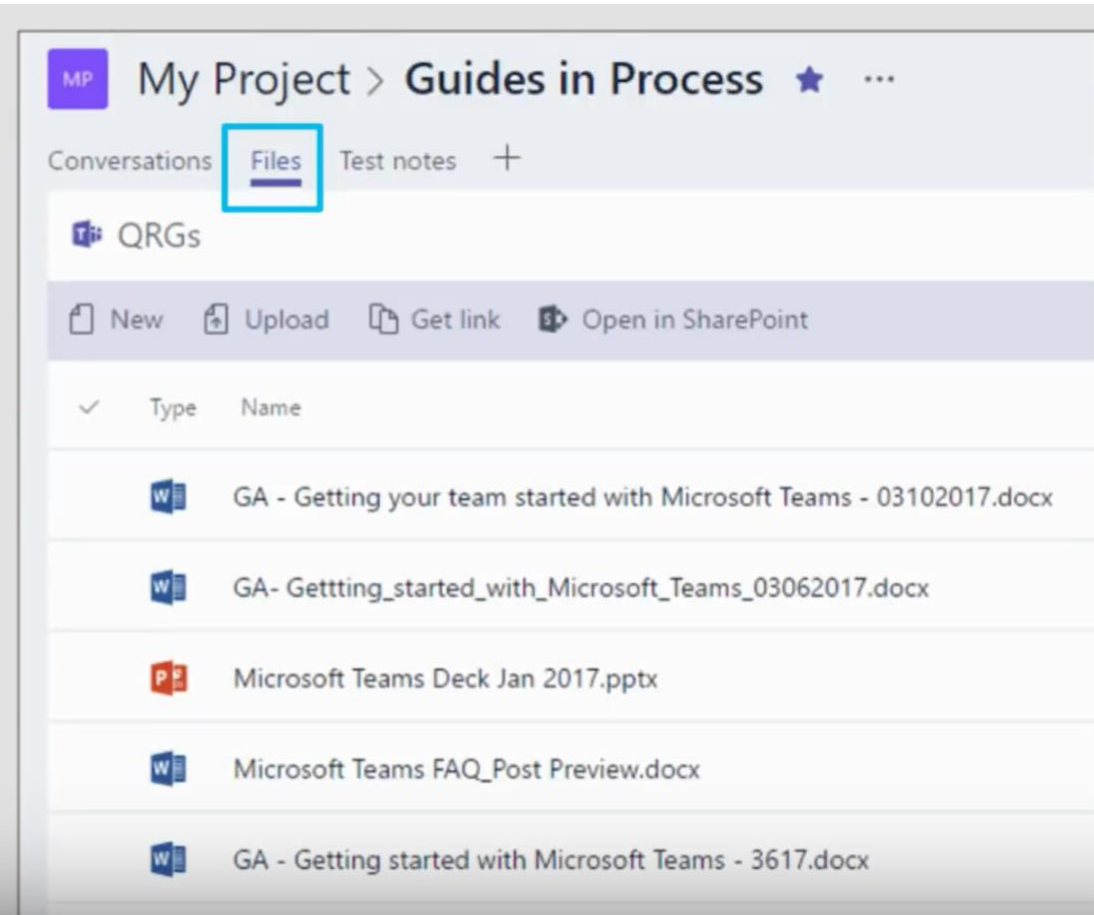 MP My Project > Guides in Process ...
Conversations Files Test notes +
QRGs
New Upload Get link Open in SharePoint
Type Name
GA - Getting your team started with Microsoft Teams - 03102017.docx
GA- Gettting_started_with_Microsoft_Teams_03062017.docx
Microsoft Teams Deck Jan 2017.pptx
Microsoft Teams FAQ_Post Preview.docx
GA - Getting started with Microsoft Teams - 3617.docx